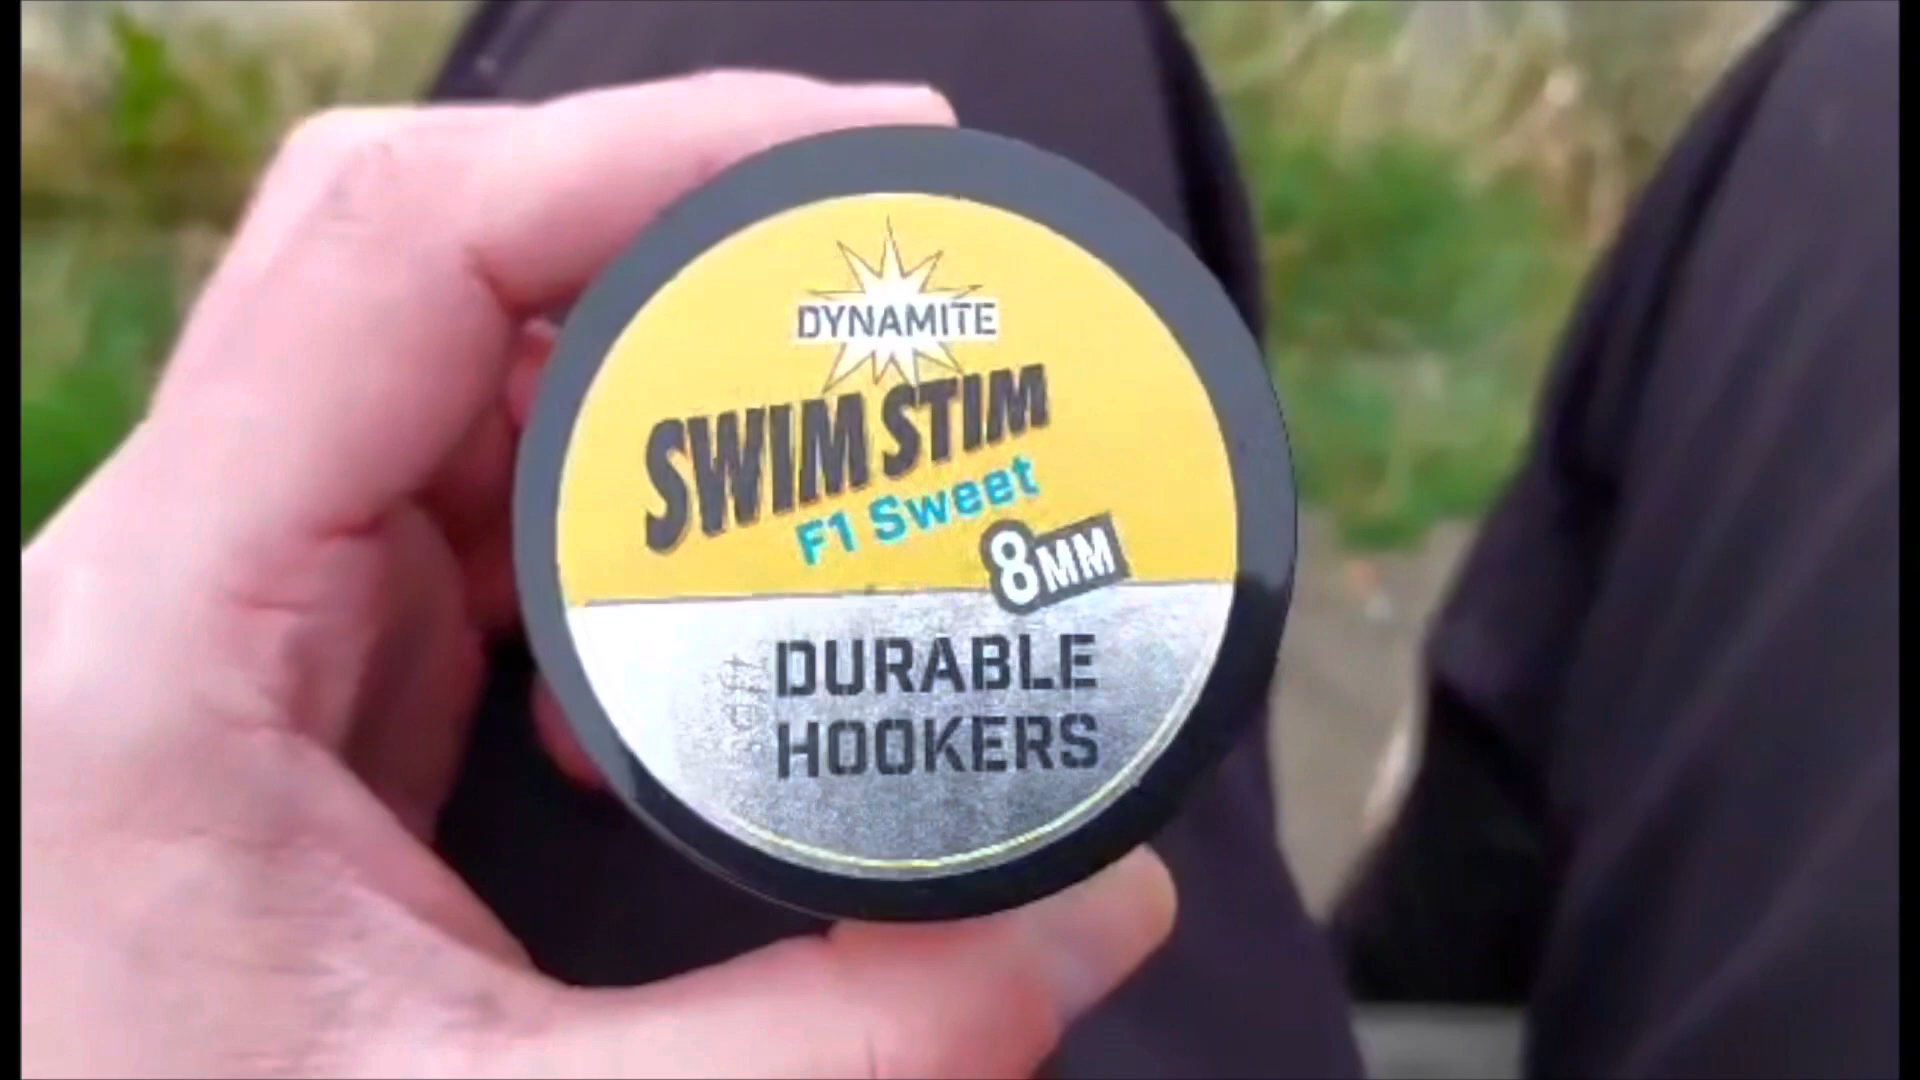 DYNAMITE
SWIM STIM
F1 Sweet
8MM
DURABLE
HOOKERS